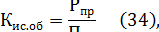 Кис.об = Рпр / П (34),